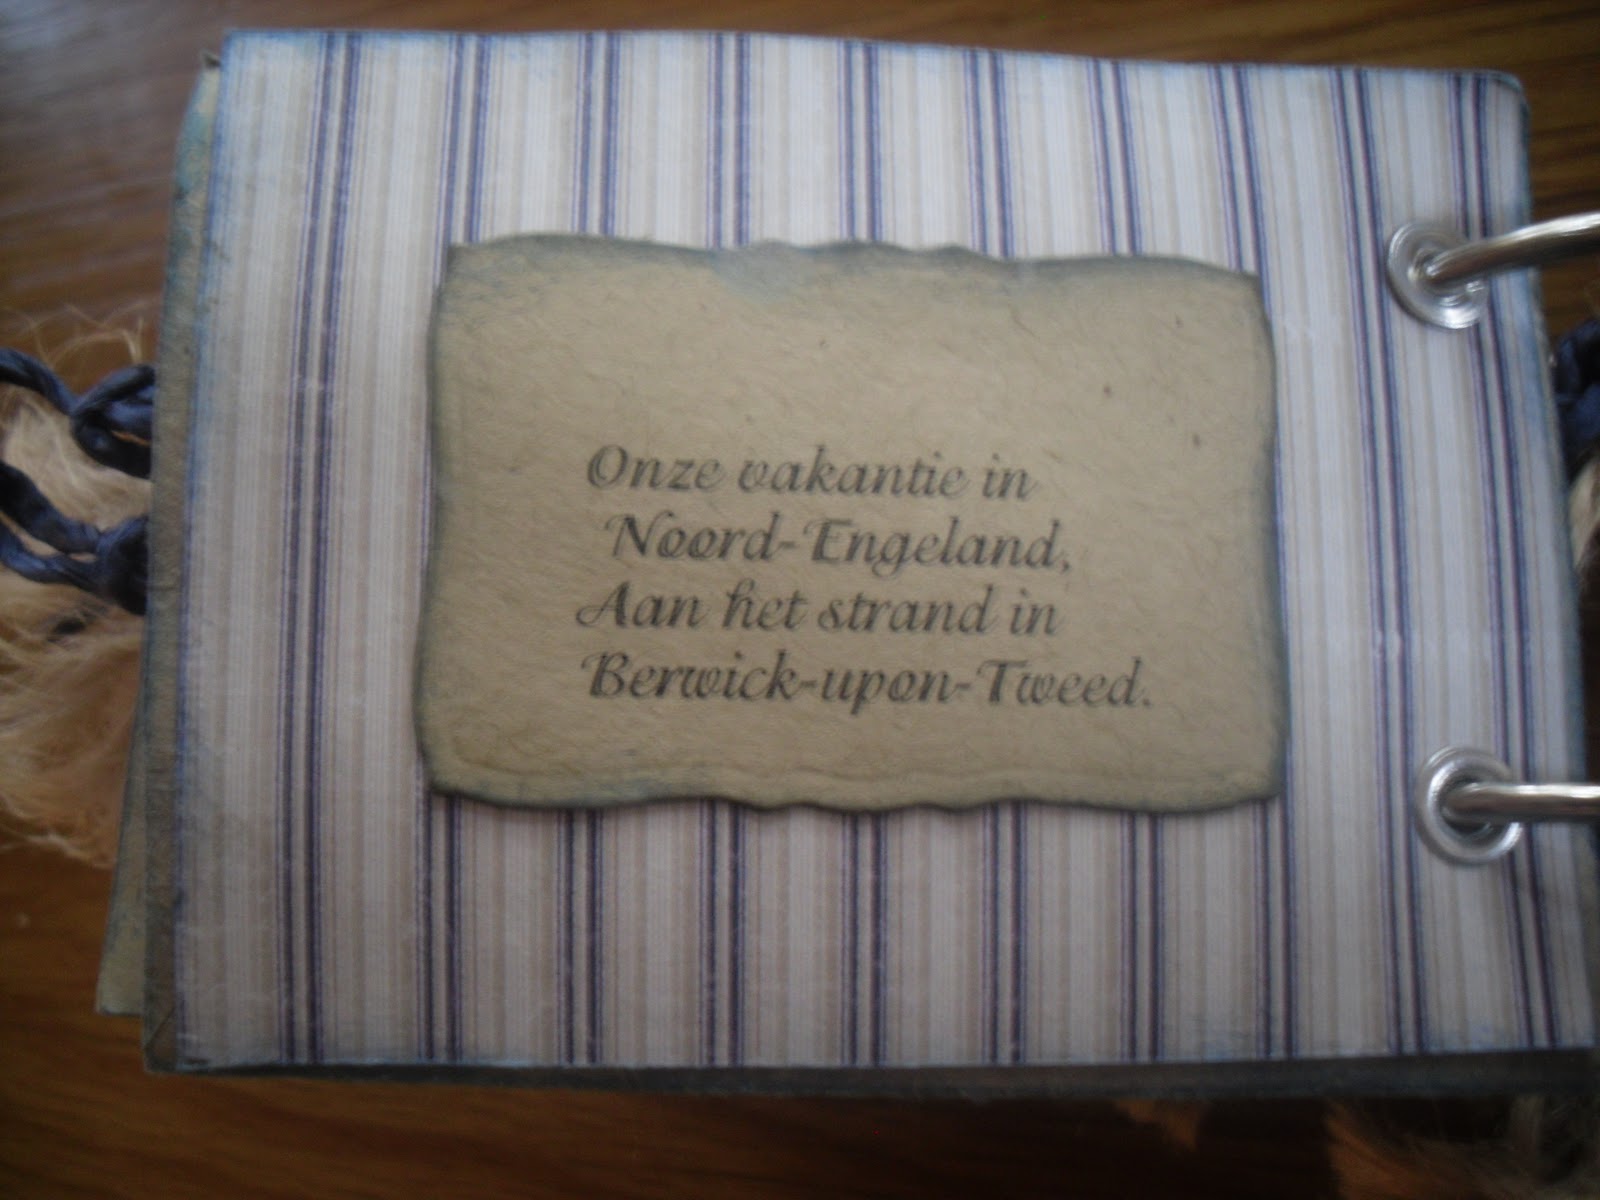 Onze vakantie in
Noord-Engeland,
Aan het strand in
Berwick-upon-Tweed.